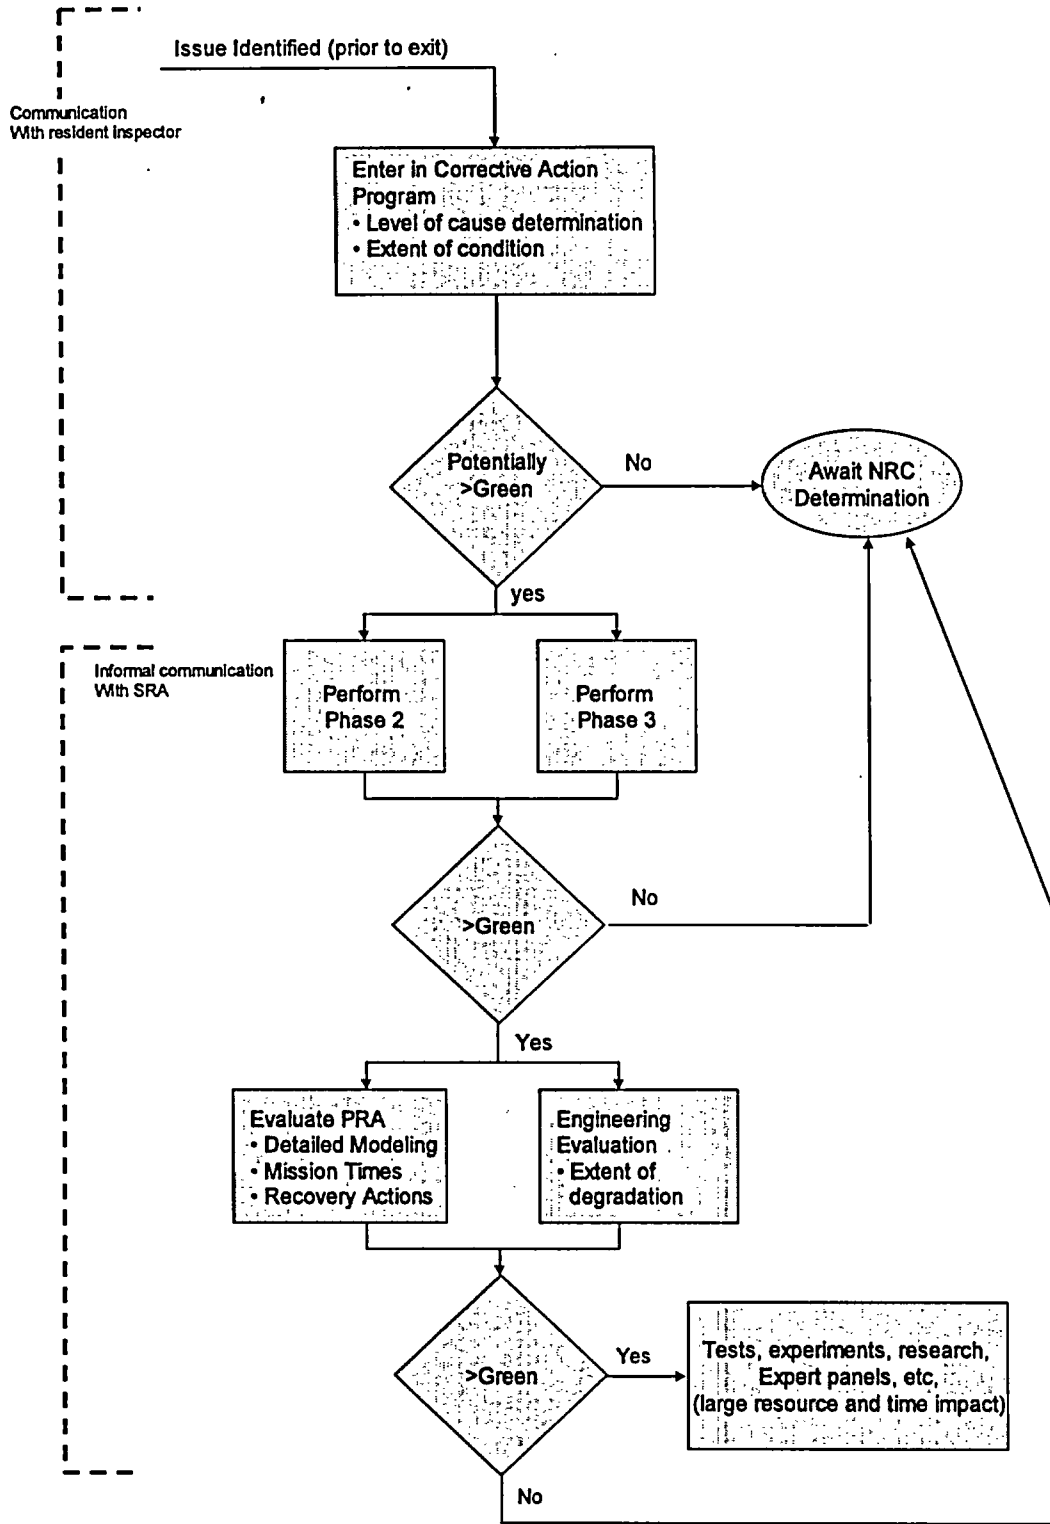 Issue Identified (prior to exit)
Communication
With resident inspector
Enter in Corrective Action
Program
• Level of cause determination
• Extent of condition
Potentially
>Green
No
Await NRC
Determination
yes
Informal communication
With SRA
Perform
Phase 2
Perform
Phase 3
>Green
No
Yes
Evaluate PRA
• Detailed Modeling
• Mission Times
• Recovery Actions
Engineering
Evaluation
• Extent of
degradation
>Green
Yes
Tests, experiments, research,
Expert panels, etc,
(large resource and time impact)
No